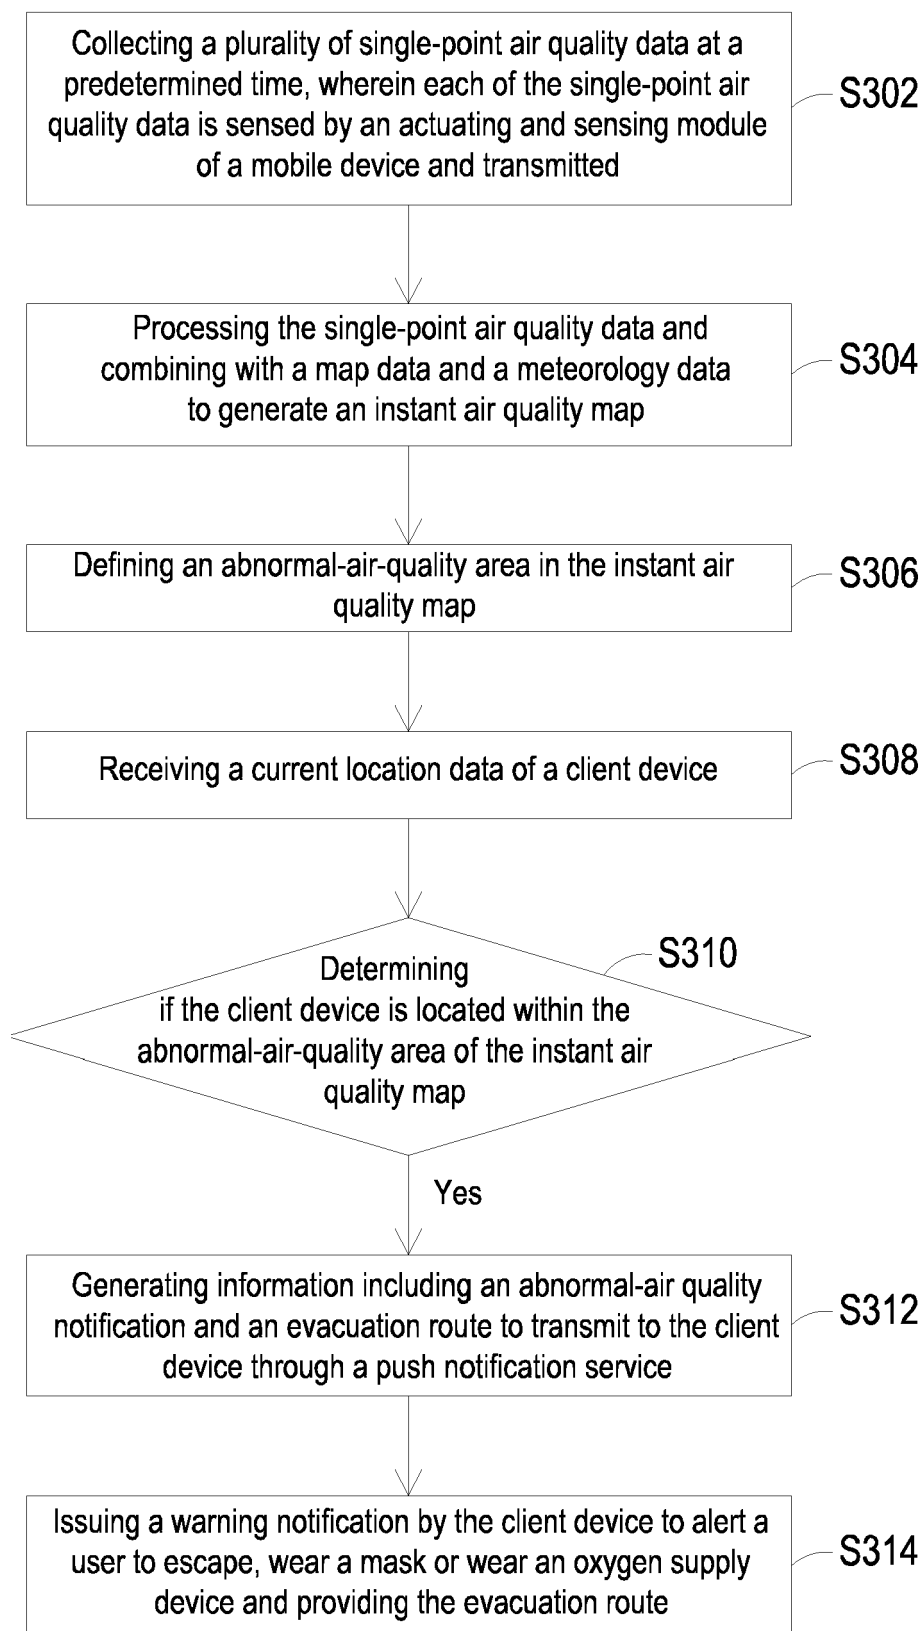 Collecting a plurality of single-point air quality data at a
predetermined time, wherein each of the single-point air
quality data is sensed by an actuating and sensing module
of a mobile device and transmitted
S302
Processing the single-point air quality data and
combining with a map data and a meteorology data
to generate an instant air quality map
S304
Defining an abnormal-air-quality area in the instant air
quality map
S306
Receiving a current location data of a client device
S308
S310
Determining
if the client device is located within the
abnormal-air-quality area of the instant air
quality map
Yes
Generating information including an abnormal-air quality
notification and an evacuation route to transmit to the client
device through a push notification service
S312
Issuing a warning notification by the client device to alert a
user to escape, wear a mask or wear an oxygen supply
device and providing the evacuation route
S314